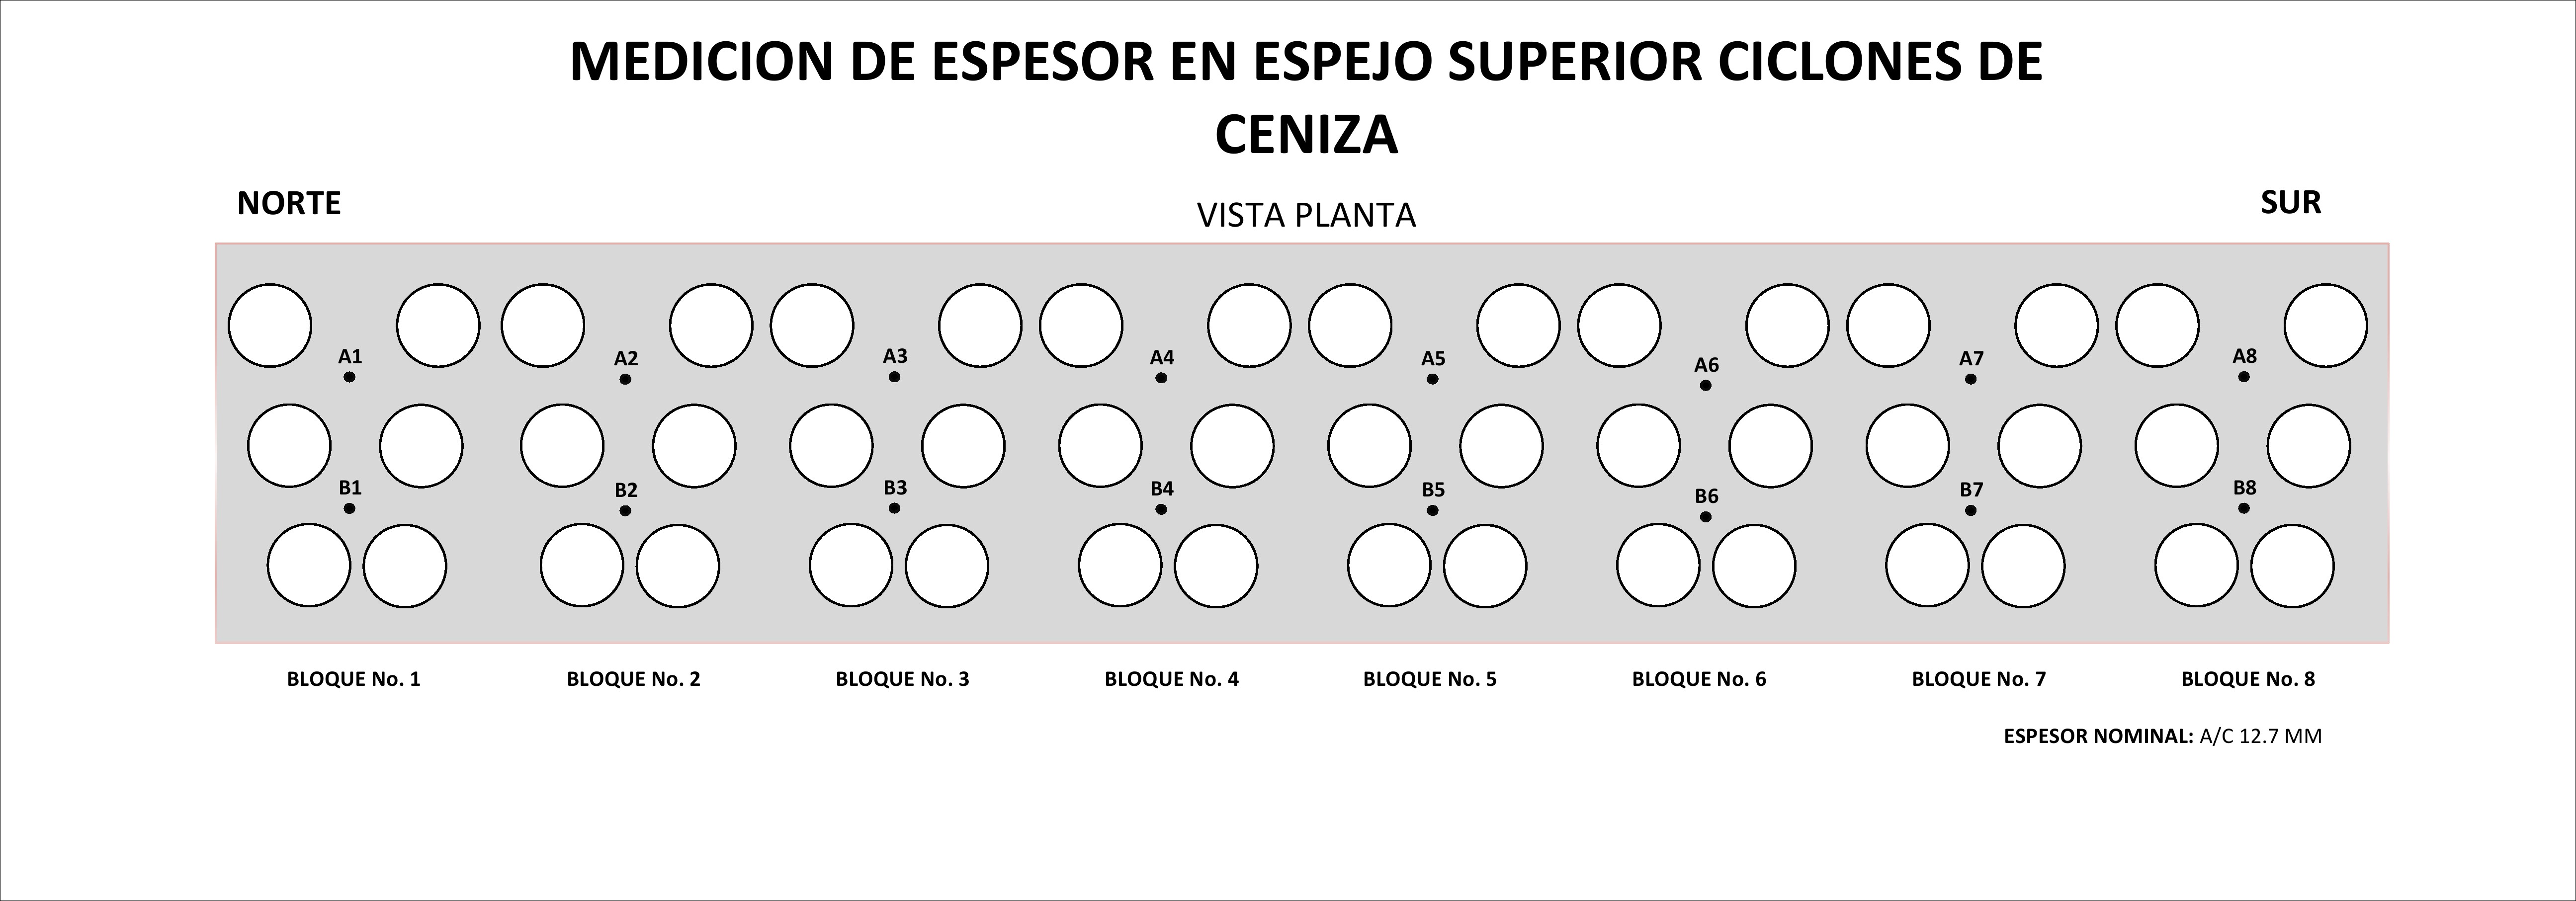 MEDICION DE ESPESOR EN ESPEJO SUPERIOR CICLONES DE
CENIZA
NORTE
SUR
VISTA PLANTA
A1
A2
A3
A4
A5
A6
A7
A8
B1
B2
B3
B4
B5
B6
B7
B8
BLOQUE No. 1
BLOQUE No. 2
BLOQUE No. 3
BLOQUE No. 4
BLOQUE No. 5
BLOQUE No. 6
BLOQUE No. 7
BLOQUE No. 8
ESPESOR NOMINAL: A/C 12.7 MM